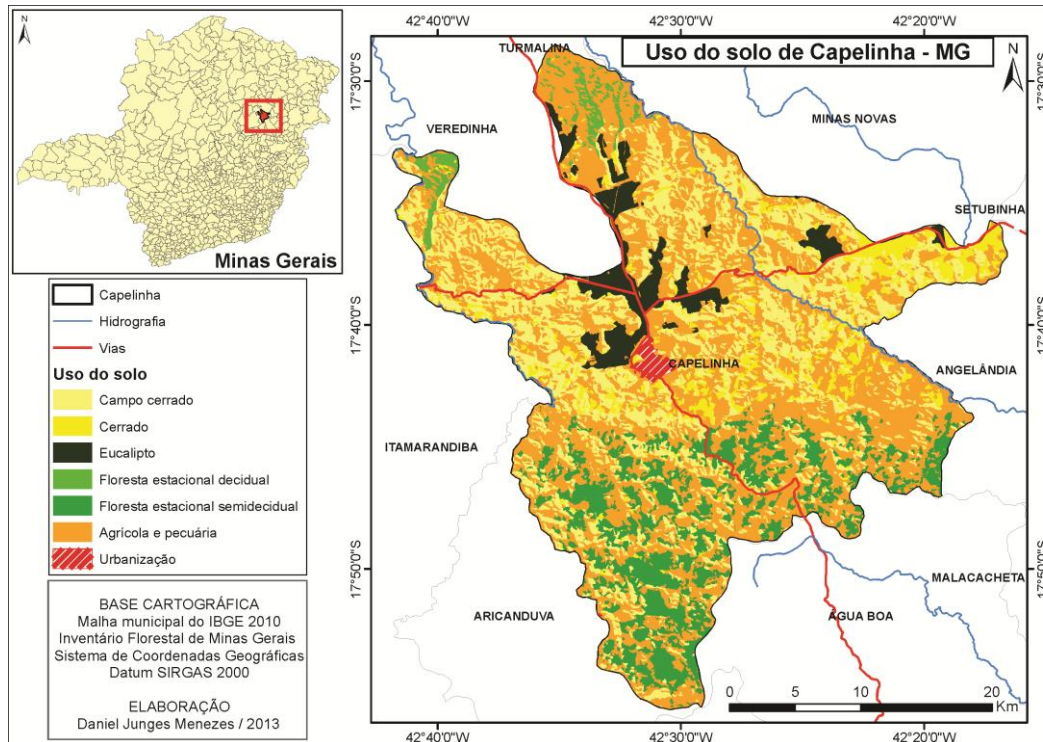 N
Minas Gerais
Capelinha
Hidrografia
Vias
Uso do solo
Campo cerrado
Cerrado
Eucalipto
Floresta estacional decidual
Floresta estacional semidecidual
Agrícola e pecuária
Urbanização
BASE CARTOGRÁFICA
Malha municipal do IBGE 2010
Inventário Florestal de Minas Gerais
Sistema de Coordenadas Geográficas
Datum SIRGAS 2000
ELABORAÇÃO
Daniel Junges Menezes / 2013
42°40'0"W
42°30'0"W
42°20'0"W
Uso do solo de Capelinha - MG
N
TURMALINA
17°30'0"S
17°30'0"S
MINAS NOVAS
VEREDINHA
SETUBINHA
17°40'0"S
17°40'0"S
CAPELINHA
ANGELÂNDIA
ITAMARANDIBA
17°50'0"S
17°50'0"S
MALACACHETA
ARICANDUVA
ÁGUA BOA
0 5 10 20
Km
42°40'0"W
42°30'0"W
42°20'0"W